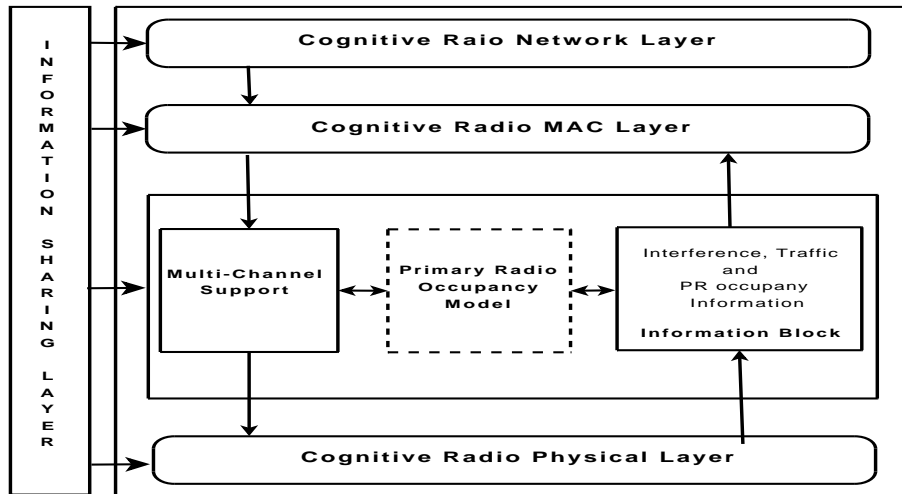 INFORMATION SHARING LAYER
Cognitive Raio Network Layer
Cognitive Radio MAC Layer
Multi-Channel
Support
Primary Radio
Occupancy
Model
Interference, Traffic
and
PR occupany
Information
Information Block
Cognitive Radio Physical Layer